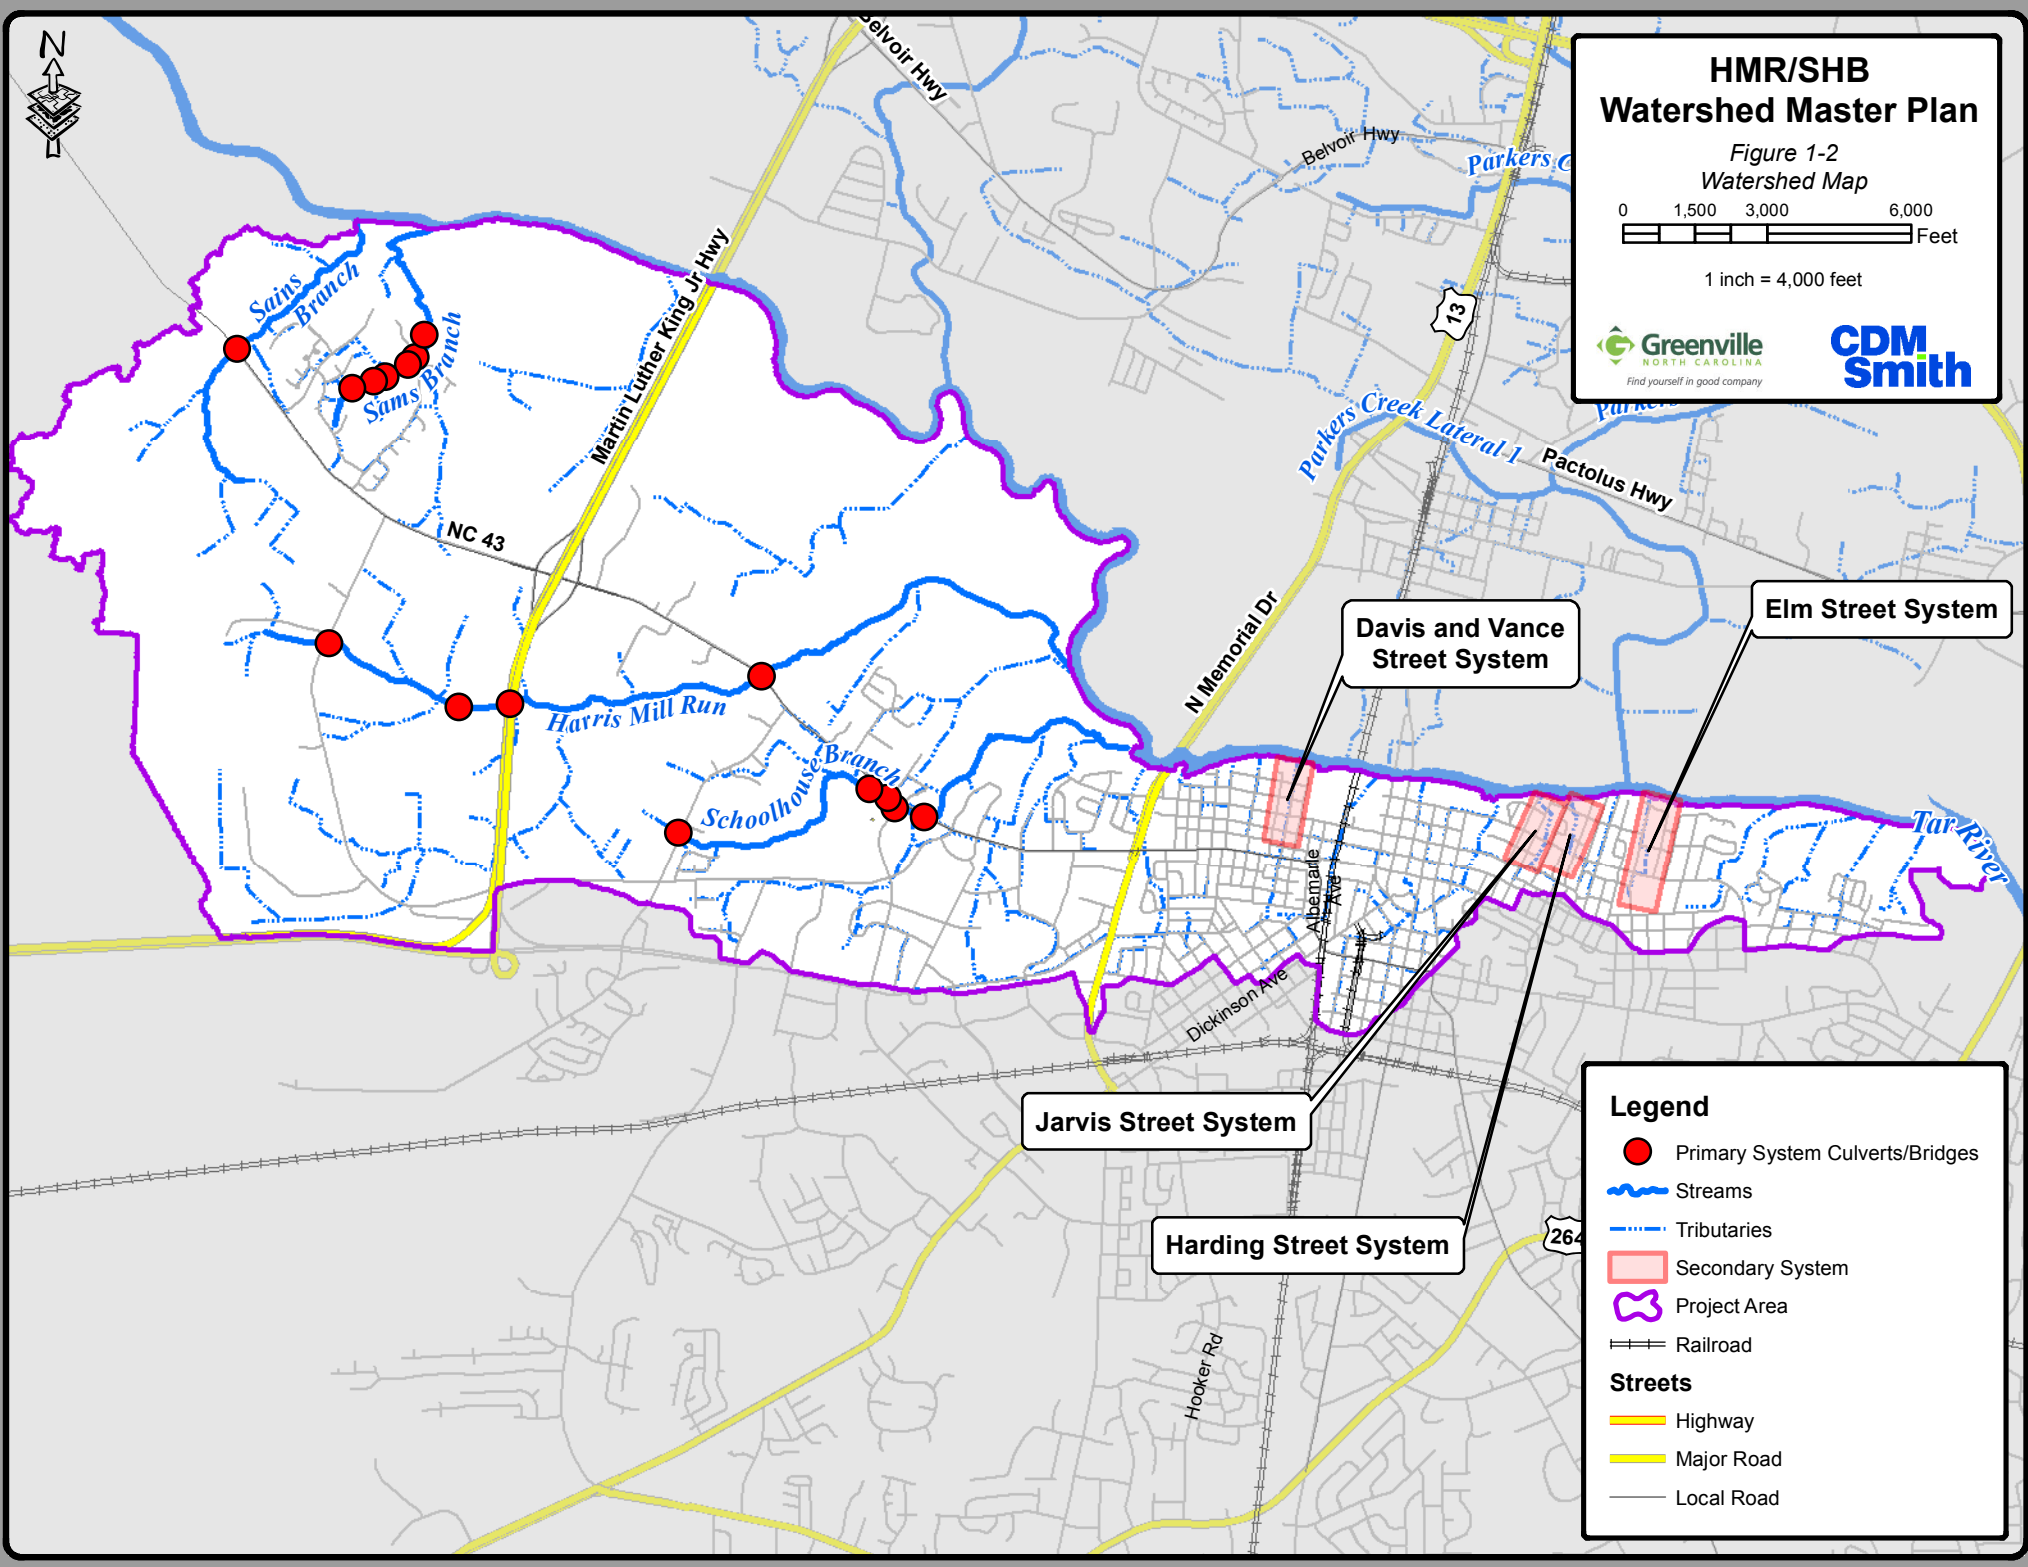 N
HMR/SHB
Watershed Master Plan
Figure 1-2
Watershed Map
0 1,500 3,000 6,000
Feet
1 inch = 4,000 feet
Greenville
NORTH CAROLINA
Find yourself in good company
CDM
Smith
Belvoir Hwy
Belvoir Hwy
Parkers C
Martin Luther King Jr Hwy
Sains
Branch
Sams
Branch
13
Parkers Creek Lateral 1
Pactolus Hwy
NC 43
N Memorial Dr
Davis and Vance
Street System
Elm Street System
Harris Mill Run
Schoolhouse Branch
Tar River
Albemarle
Ave
Dickinson Ave
Jarvis Street System
Harding Street System
264
Hooker Rd
Legend
Primary System Culverts/Bridges
Streams
Tributaries
Secondary System
Project Area
Railroad
Streets
Highway
Major Road
Local Road